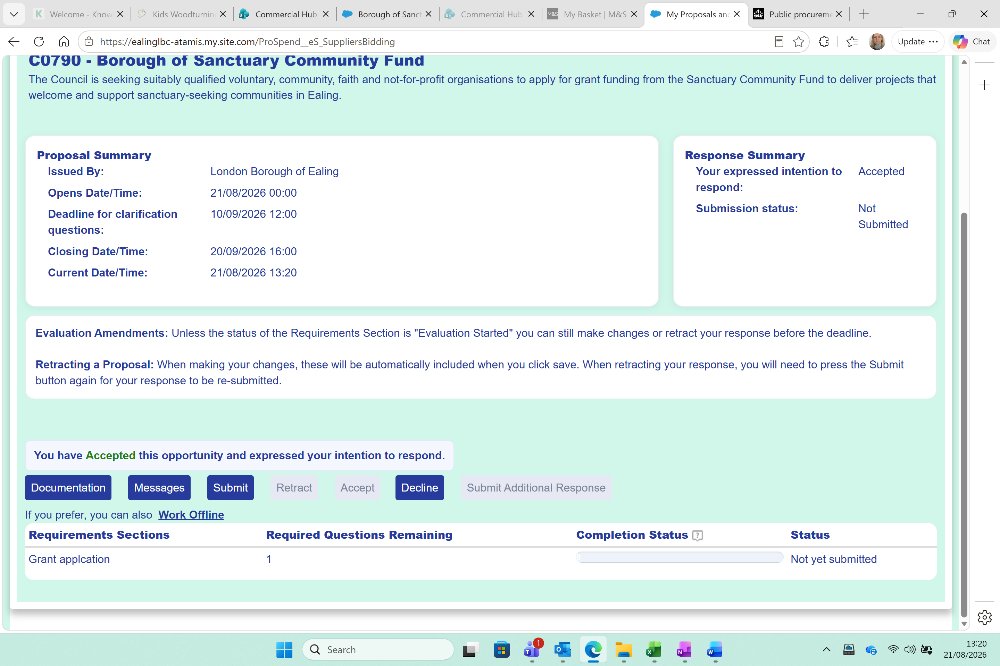 Welcome - Know
Kids Woodturning
Commercial Hub
Borough of Sanct
Commercial Hub
M&S My Basket | M&S
My Proposals and
Public procureme
https://ealinglbc-atamis.my.site.com/ProSpend__eS_SuppliersBidding
Update
Chat
C0790 - Borough of Sanctuary Community Fund
The Council is seeking suitably qualified voluntary, community, faith and not-for-profit organisations to apply for grant funding from the Sanctuary Community Fund to deliver projects that
welcome and support sanctuary-seeking communities in Ealing.
Proposal Summary
Issued By: London Borough of Ealing
Opens Date/Time: 21/08/2026 00:00
Deadline for clarification 10/09/2026 12:00
questions:
Closing Date/Time: 20/09/2026 16:00
Current Date/Time: 21/08/2026 13:20
Response Summary
Your expressed intention to Accepted
respond:
Submission status: Not
Submitted
Evaluation Amendments: Unless the status of the Requirements Section is "Evaluation Started" you can still make changes or retract your response before the deadline.
Retracting a Proposal: When making your changes, these will be automatically included when you click save. When retracting your response, you will need to press the Submit
button again for your response to be re-submitted.
You have Accepted this opportunity and expressed your intention to respond.
Documentation Messages Submit Retract Accept Decline Submit Additional Response
If you prefer, you can also Work Offline
Requirements Sections Required Questions Remaining Completion Status ? Status
Grant applcation 1 0 Not yet submitted
Search
1
13:20
21/08/2026